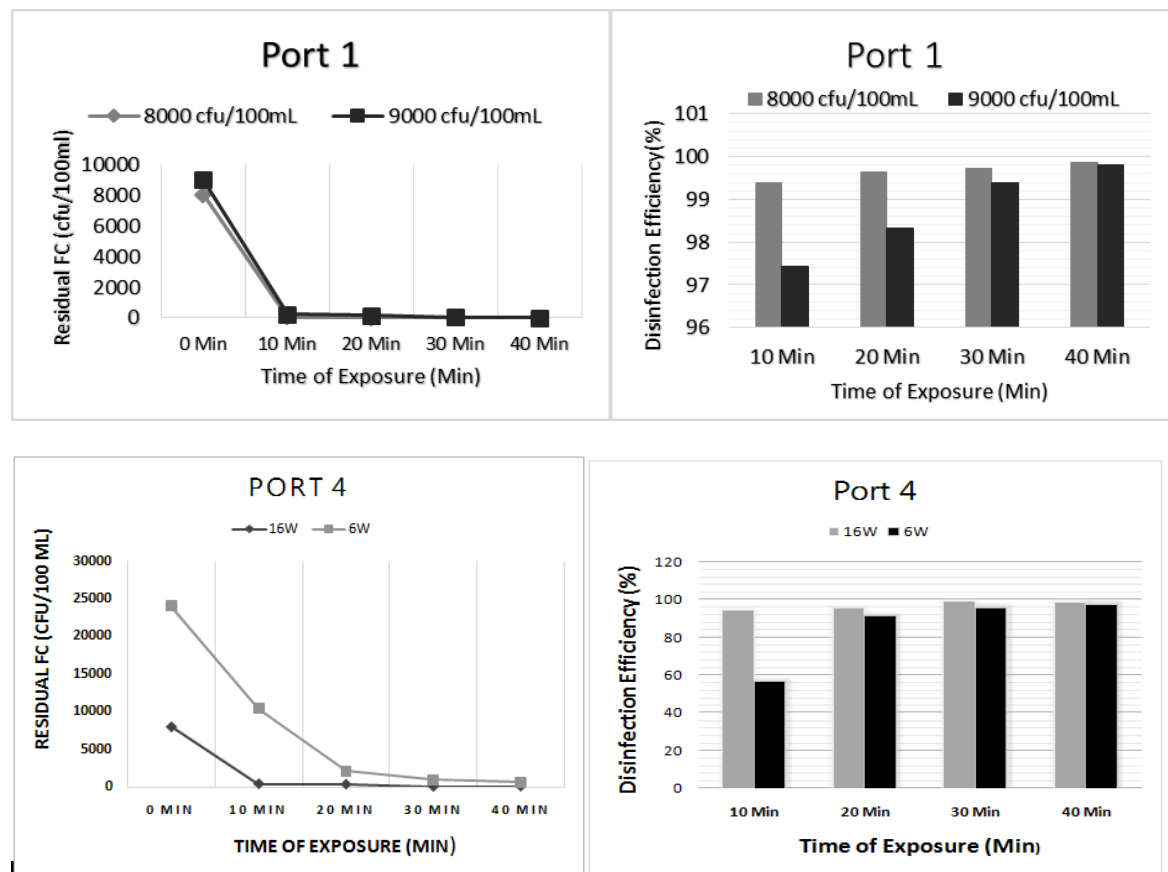 Port 1
8000 cfu/100mL 9000 cfu/100mL
Residual FC (cfu/100ml)
10000
8000
6000
4000
2000
0
0 Min 10 Min 20 Min 30 Min 40 Min
Time of Exposure (Min)
Port 1
8000 cfu/100mL 9000 cfu/100mL
Disinfection Efficiency(%)
101
100
99
98
97
96
10 Min 20 Min 30 Min 40 Min
Time of Exposure (Min)
PORT 4
16W 6W
RESIDUAL FC (CFU/100 ML)
30000
25000
20000
15000
10000
5000
0
0 MIN 10 MIN 20 MIN 30 MIN 40 MIN
TIME OF EXPOSURE (MIN)
Port 4
16W 6W
Disinfection Efficiency (%)
120
100
80
60
40
20
0
10 Min 20 Min 30 Min 40 Min
Time of Exposure (Min)